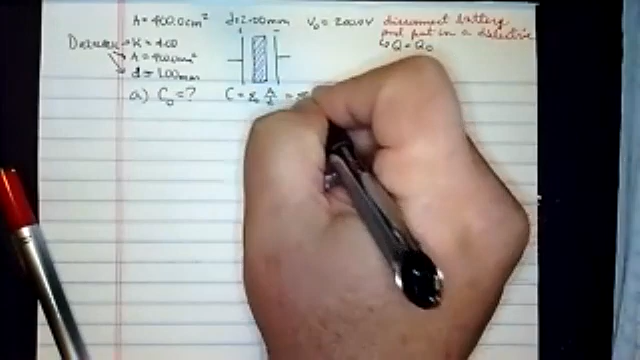 A = 400.0cm² d = 2.00mm V₀ = 200.0V disconnect battery
and put in a dielectric
↳ Q = Q₀
Dielectric → K = 4.00
A = 400cm²
d = 1.00mm
a) C₀ = ? C = ε₀ A/d =